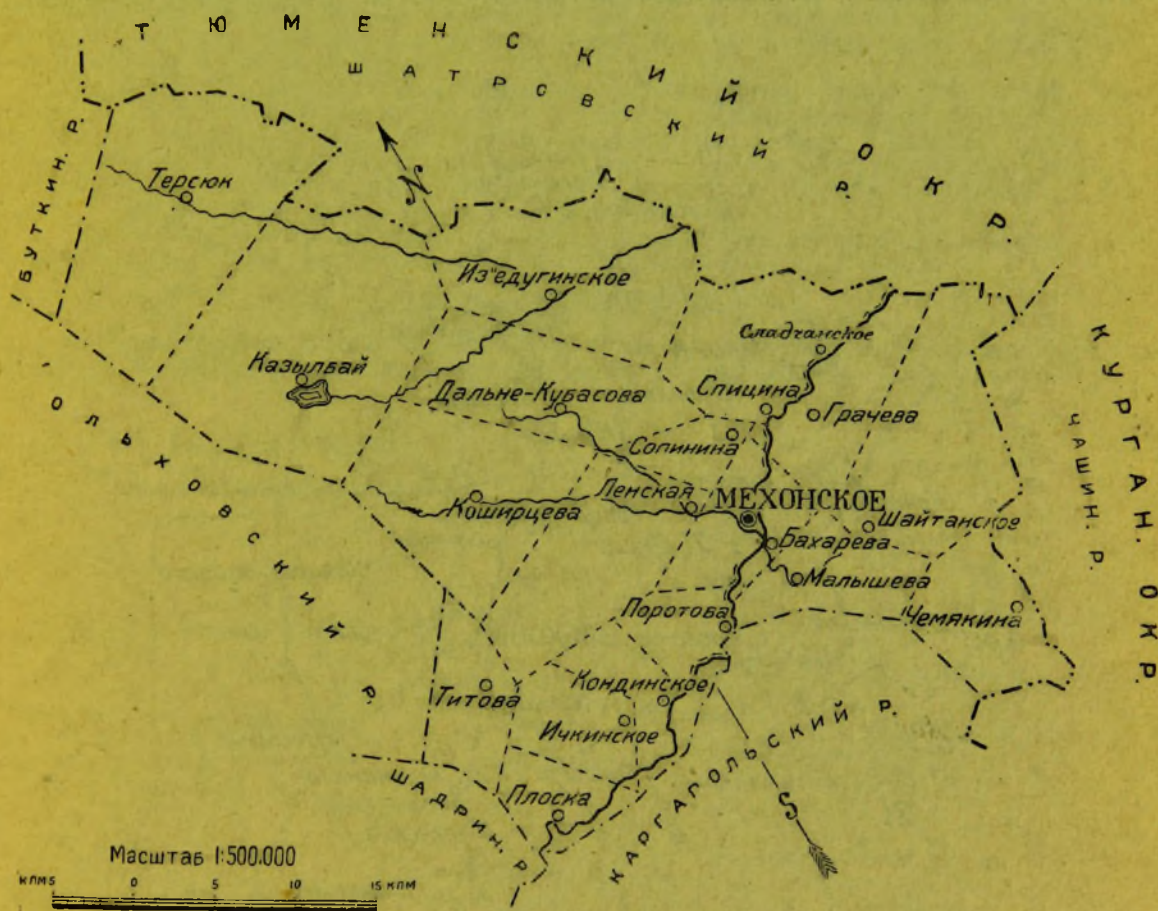 ТЮМЕНСКИЙ ОКР.
ШАТРОВСКИЙ Р.
БУТКИН. Р.
N
Терсюк
Из"едугинское
Сладчанское
КУРГАН. ОКР.
ЧАШИН. Р.
Казылбай
Дальне-Кубасова
Спицина
Грачева
Сопинина
ОЛЬХОВСКИЙ Р.
Коширцева
Ленская
МЕХОНСКОЕ
Шайтанское
Бахарева
Малышева
Поротова
Чемякина
Титова
Кондинское
Ичкинское
КАРГАПОЛЬСКИЙ Р.
ШАДРИН. Р.
Плоска
S
Масштаб 1:500.000
КЛМ 5 0 5 10 15 КЛМ